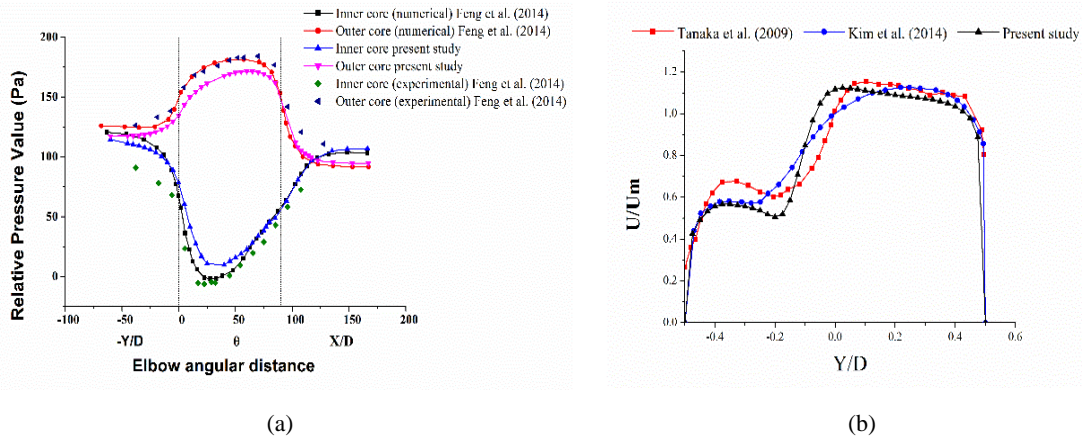 Inner core (numerical) Feng et al. (2014)
Outer core (numerical) Feng et al. (2014)
Inner core present study
Outer core present study
Inner core (experimental) Feng et al.(2014)
Outer core (experimental) Feng et al.(2014)
Relative Pressure Value (Pa)
200
150
100
50
0
-100
-50
0
50
100
150
200
-Y/D
θ
X/D
Elbow angular distance
(a)
Tanaka et al. (2009)
Kim et al. (2014)
Present study
U/Um
1.2
1.0
0.8
0.6
0.4
0.2
0.0
-0.4
-0.2
0.0
0.2
0.4
0.6
Y/D
(b)